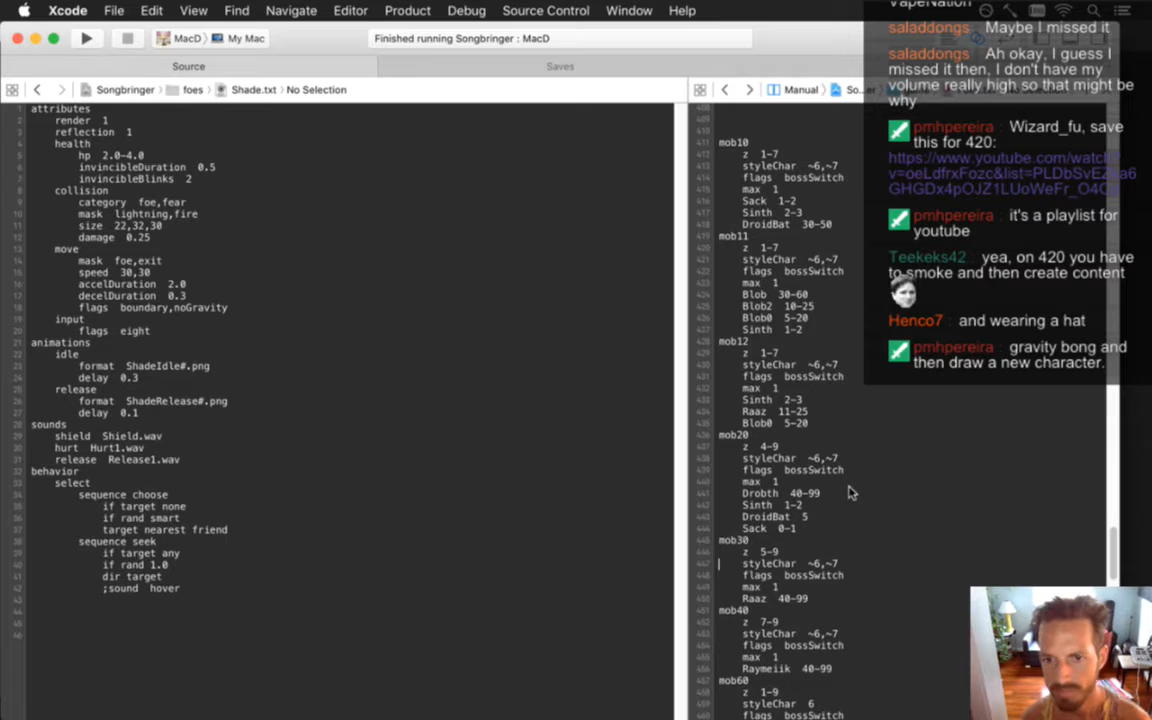 Xcode File Edit View Find Navigate Editor Product Debug Source Control Window Help
MacD My Mac
Finished running Songbringer : MacD
Source
Saves
Songbringer foes Shade.txt No Selection
attributes
render 1
reflection 1
health
hp 2.0-4.0
invincibleDuration 0.5
invincibleBlinks 2
collision
category foe,fear
mask lightning,fire
size 22,32,30
damage 0.25
move
mask foe,exit
speed 30,30
accelDuration 2.0
decelDuration 0.3
flags boundary,noGravity
input
flags eight
animations
idle
format ShadeIdle#.png
delay 0.3
release
format ShadeRelease#.png
delay 0.1
sounds
shield Shield.wav
hurt Hurt1.wav
release Release1.wav
behavior
select
sequence choose
if target none
if rand smart
target nearest friend
sequence seek
if target any
if rand 1.0
dir target
;sound hover
Manual So...er
mob10
z 1-7
styleChar ~6,~7
flags bossSwitch
max 1
Sack 1-2
Sinth 2-3
DroidBat 30-50
mob11
z 1-7
styleChar ~6,~7
flags bossSwitch
max 1
Blob 30-60
Blob2 10-25
Blob0 5-20
Sinth 1-2
mob12
z 1-7
styleChar ~6,~7
flags bossSwitch
max 1
Sinth 2-3
Raaz 11-25
Blob0 5-20
mob20
z 4-9
styleChar ~6,~7
flags bossSwitch
max 1
Drobth 40-99
Sinth 1-2
DroidBat 5
Sack 0-1
mob30
z 5-9
styleChar ~6,~7
flags bossSwitch
max 1
Raaz 40-99
mob40
z 7-9
styleChar ~6,~7
flags bossSwitch
max 1
Raymeiik 40-99
mob60
z 1-9
styleChar 6
flags bossSwitch
VapeNation
saladdongs Maybe I missed it
saladdongs Ah okay, I guess I
missed it then, I don't have my
volume really high so that might be
why
pmhpereira Wizard_fu, save
this for 420:
https://www.youtube.com/watch?
pmhpereira it's a playlist for
youtube
Teekeks42 yea, on 420 you have
to smoke and then create content
Henco7 and wearing a hat
pmhpereira gravity bong and
then draw a new character.